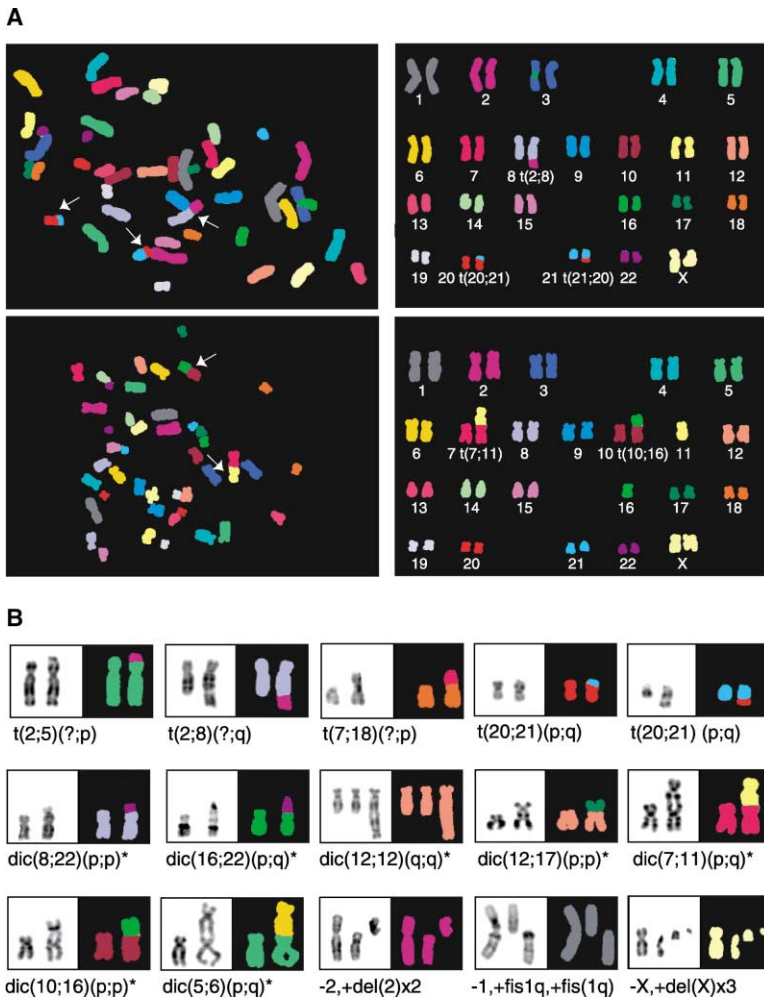 A
1 2 3 4 5
6 7 8 t(2;8) 9 10 11 12
13 14 15 16 17 18
19 20 t(20;21) 21 t(21;20) 22 X
1 2 3 4 5
6 7 t(7;11) 8 9 10 t(10;16) 11 12
13 14 15 16 17 18
19 20 21 22 X
B
t(2;5)(?;p) t(2;8)(?;q) t(7;18)(?;p) t(20;21)(p;q) t(20;21) (p;q)
dic(8;22)(p;p)* dic(16;22)(p;q)* dic(12;12)(q;q)* dic(12;17)(p;p)* dic(7;11)(p;q)*
dic(10;16)(p;p)* dic(5;6)(p;q)* -2,+del(2)x2 -1,+fis1q,+fis(1q) -X,+del(X)x3